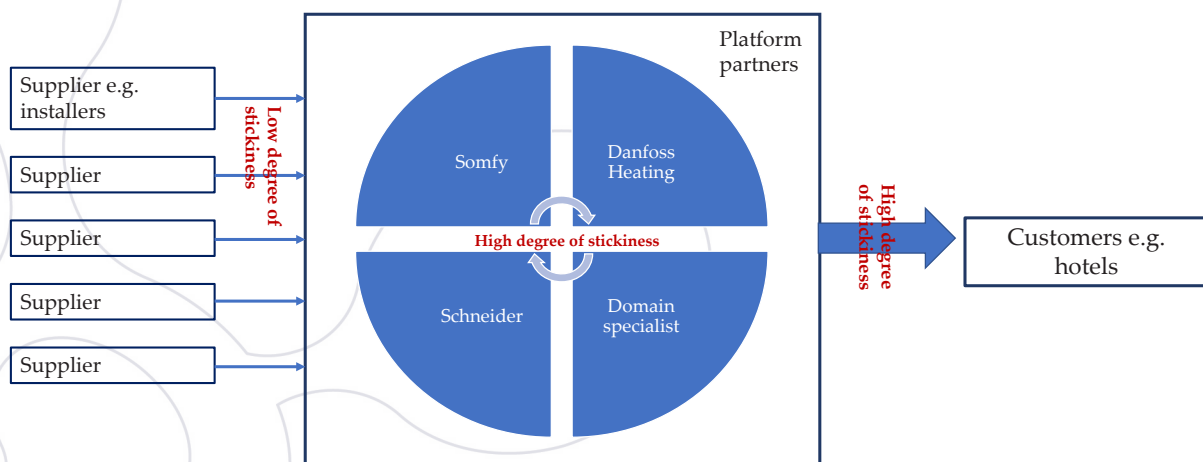 Platform
partners
Supplier e.g.
installers
Supplier
Supplier
Supplier
Supplier
Low degree of
stickiness
Somfy
Danfoss
Heating
High degree of stickiness
Schneider
Domain
specialist
High degree
of stickiness
Customers e.g.
hotels